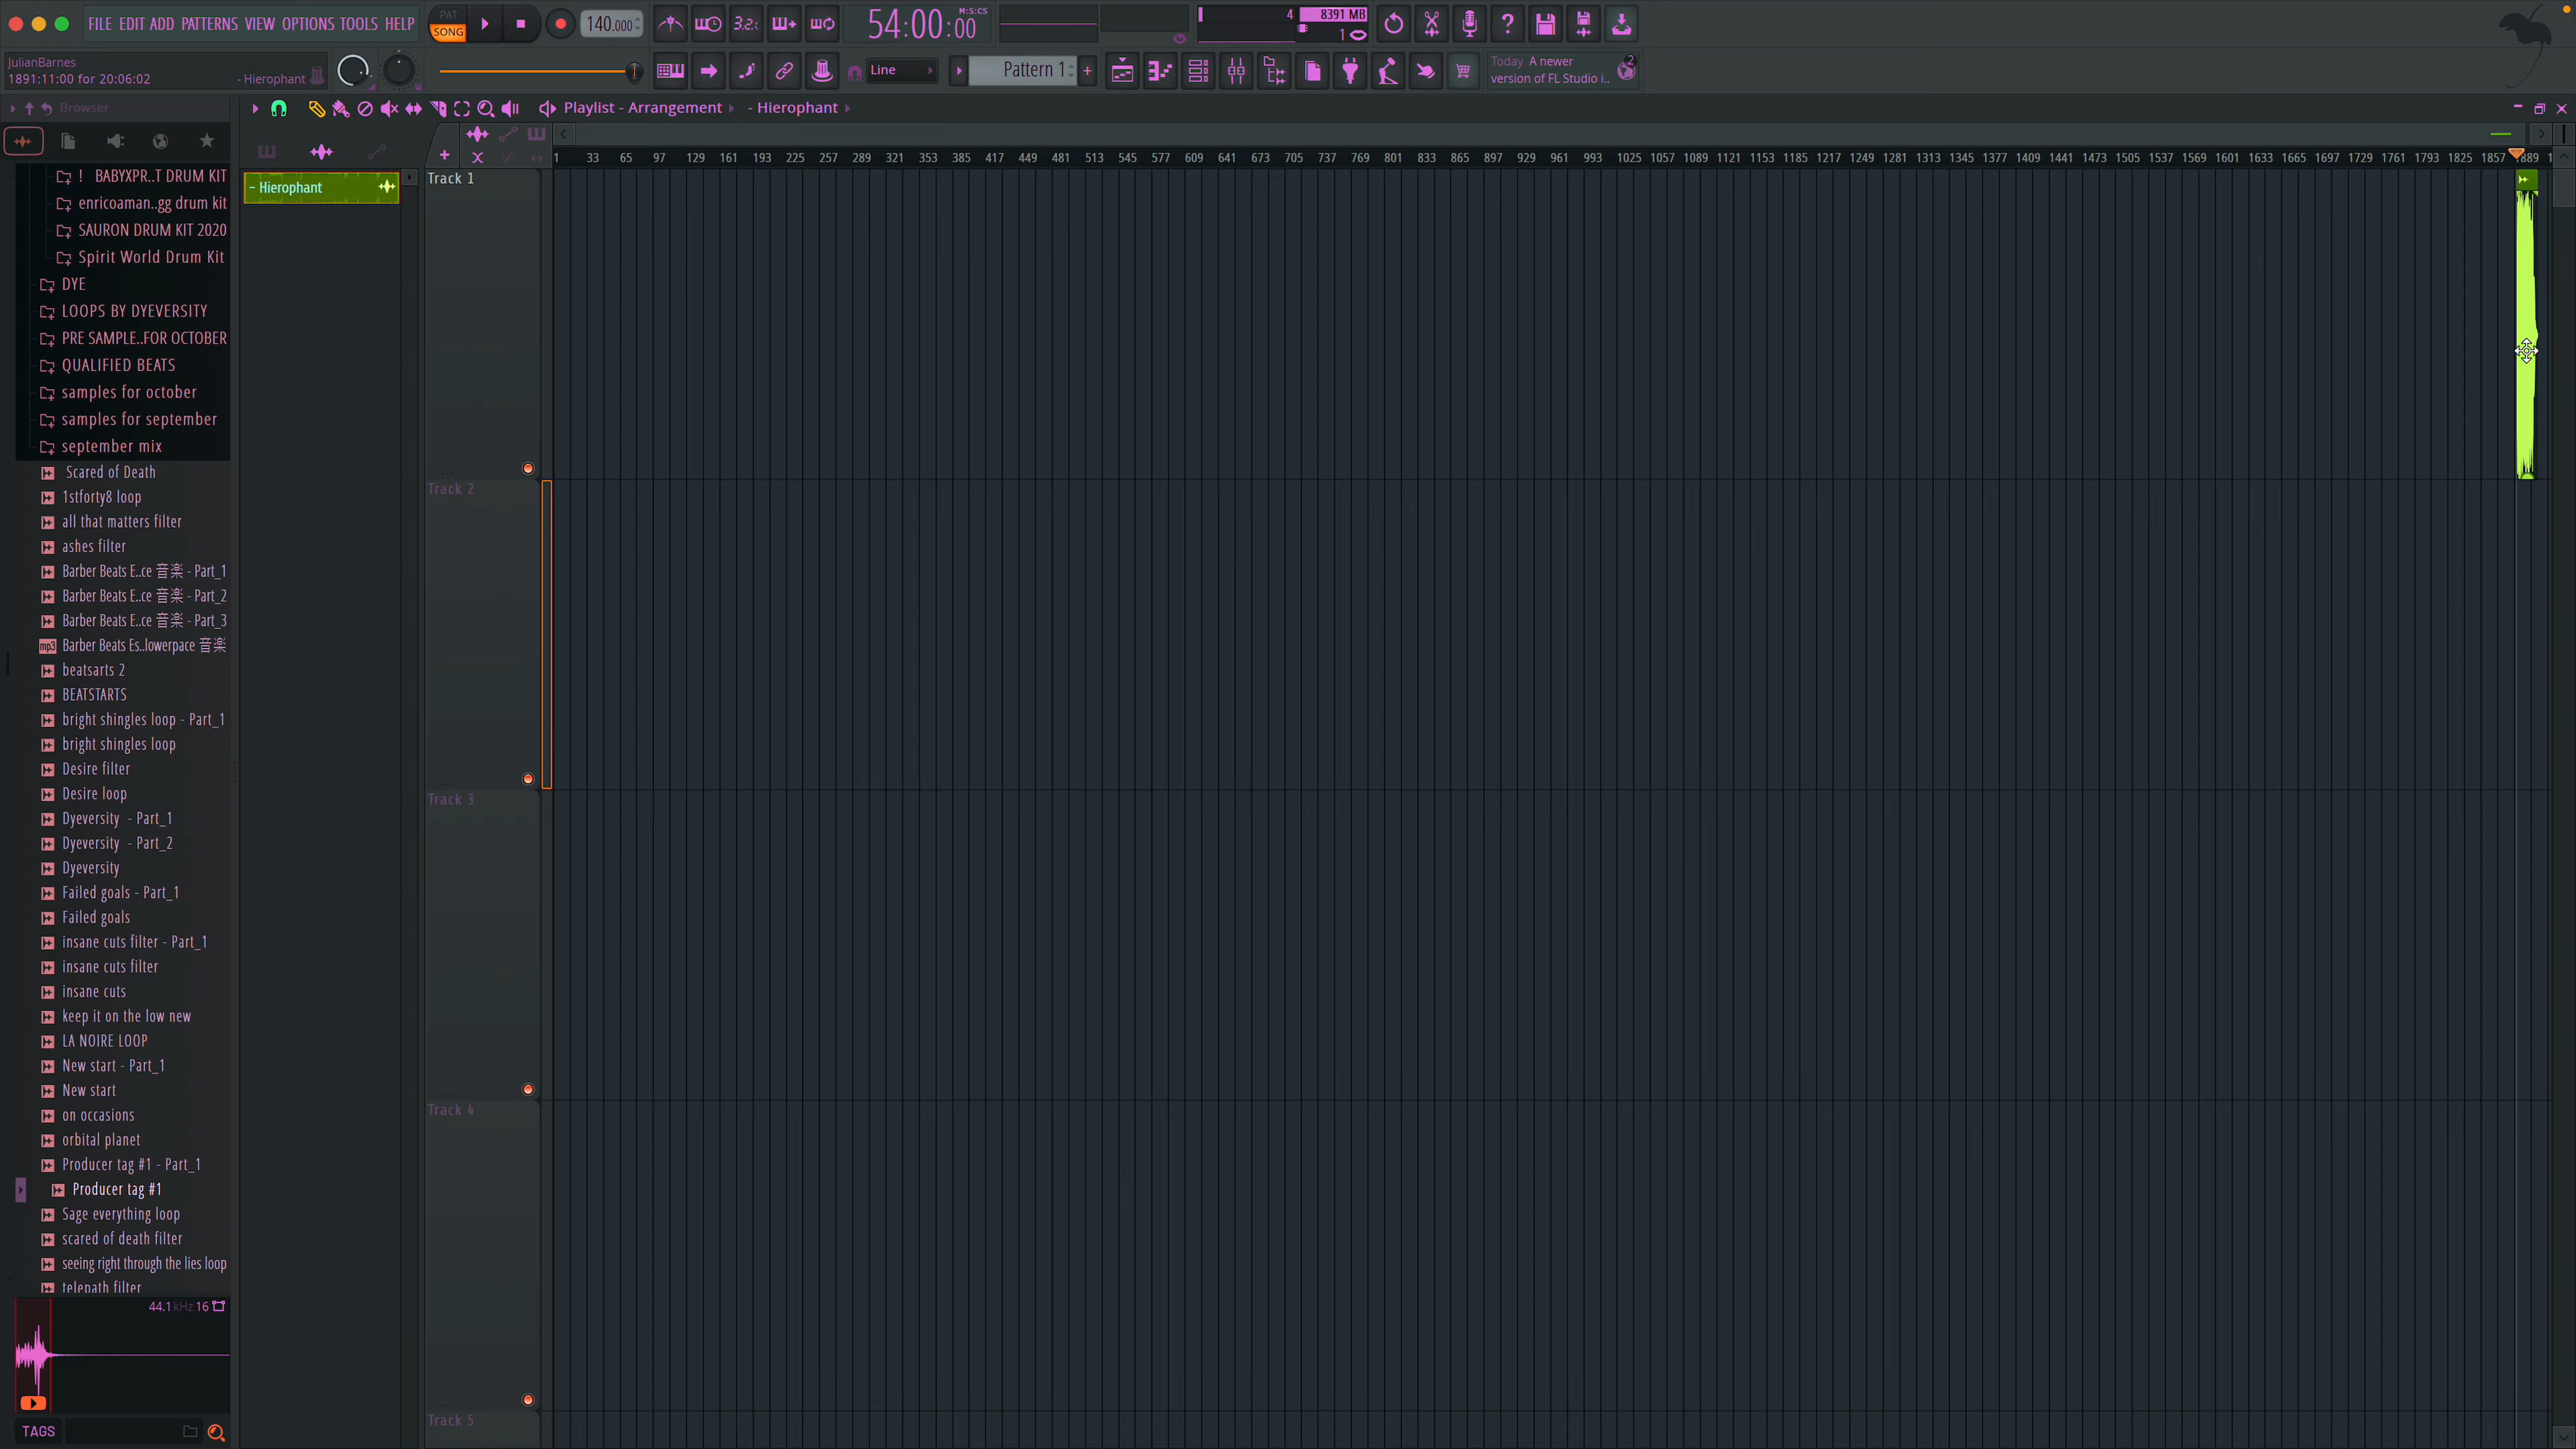 FILE EDIT ADD PATTERNS VIEW OPTIONS TOOLS HELP
PAT
SONG
140.000
3.2.
54:00:00
M:S:CS
4
8391 MB
1
JulianBarnes
1891:11:00 for 20:06:02
- Hierophant
Line
Pattern 1
+
Today A newer
version of FL Studio i..
2
Browser
Playlist - Arrangement
- Hierophant
1 33 65 97 129 161 193 225 257 289 321 353 385 417 449 481 513 545 577 609 641 673 705 737 769 801 833 865 897 929 961 993 1025 1057 1089 1121 1153 1185 1217 1249 1281 1313 1345 1377 1409 1441 1473 1505 1537 1569 1601 1633 1665 1697 1729 1761 1793 1825 1857 1889
! BABYXPR..T DRUM KIT
enricoaman..gg drum kit
SAURON DRUM KIT 2020
Spirit World Drum Kit
DYE
LOOPS BY DYEVERSITY
PRE SAMPLE..FOR OCTOBER
QUALIFIED BEATS
samples for october
samples for september
september mix
Scared of Death
1stforty8 loop
all that matters filter
ashes filter
Barber Beats E..ce 音楽 - Part_1
Barber Beats E..ce 音楽 - Part_2
Barber Beats E..ce 音楽 - Part_3
mp3 Barber Beats Es..lowerpace 音楽
beatsarts 2
BEATSTARTS
bright shingles loop - Part_1
bright shingles loop
Desire filter
Desire loop
Dyeversity - Part_1
Dyeversity - Part_2
Dyeversity
Failed goals - Part_1
Failed goals
insane cuts filter - Part_1
insane cuts filter
insane cuts
keep it on the low new
LA NOIRE LOOP
New start - Part_1
New start
on occasions
orbital planet
Producer tag #1 - Part_1
Producer tag #1
Sage everything loop
scared of death filter
seeing right through the lies loop
telepath filter
44.1kHz 16
TAGS
- Hierophant
Track 1
Track 2
Track 3
Track 4
Track 5